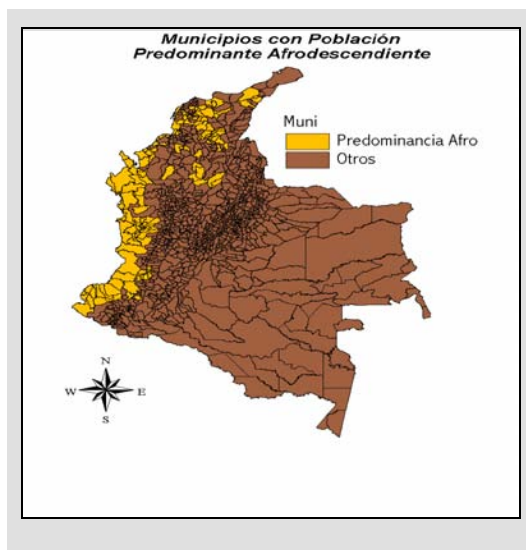 Municipios con Población
Predominante Afrodescendiente
Muni
Predominancia Afro
Otros
N
W E
S